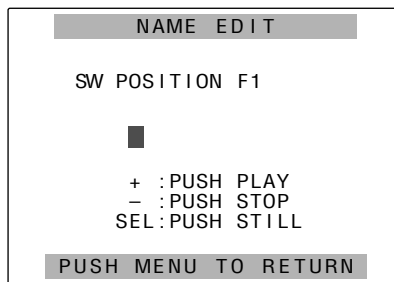 NAME EDIT
SW POSITION F1
+ :PUSH PLAY
– :PUSH STOP
SEL:PUSH STILL
PUSH MENU TO RETURN